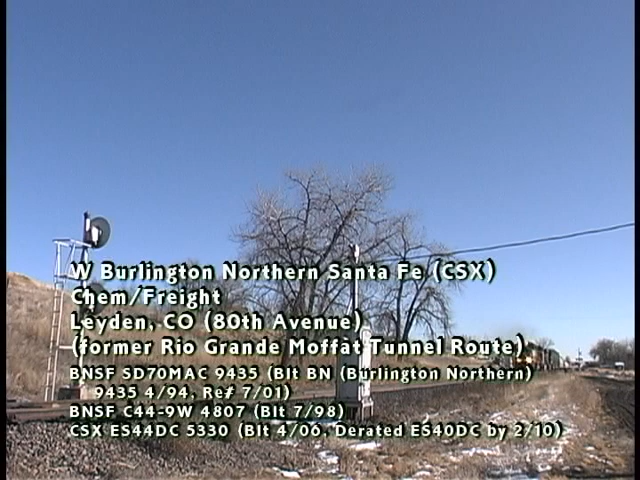 W Burlington Northern Santa Fe (CSX)
Chem/Freight
Leyden, CO (80th Avenue)
(former Rio Grande Moffat Tunnel Route)
BNSF SD70MAC 9435 (Blt BN (Burlington Northern)
9435 4/94, Re# 7/01)
BNSF C44-9W 4807 (Blt 7/98)
CSX ES44DC 5330 (Blt 4/06, Derated ES40DC by 2/10)